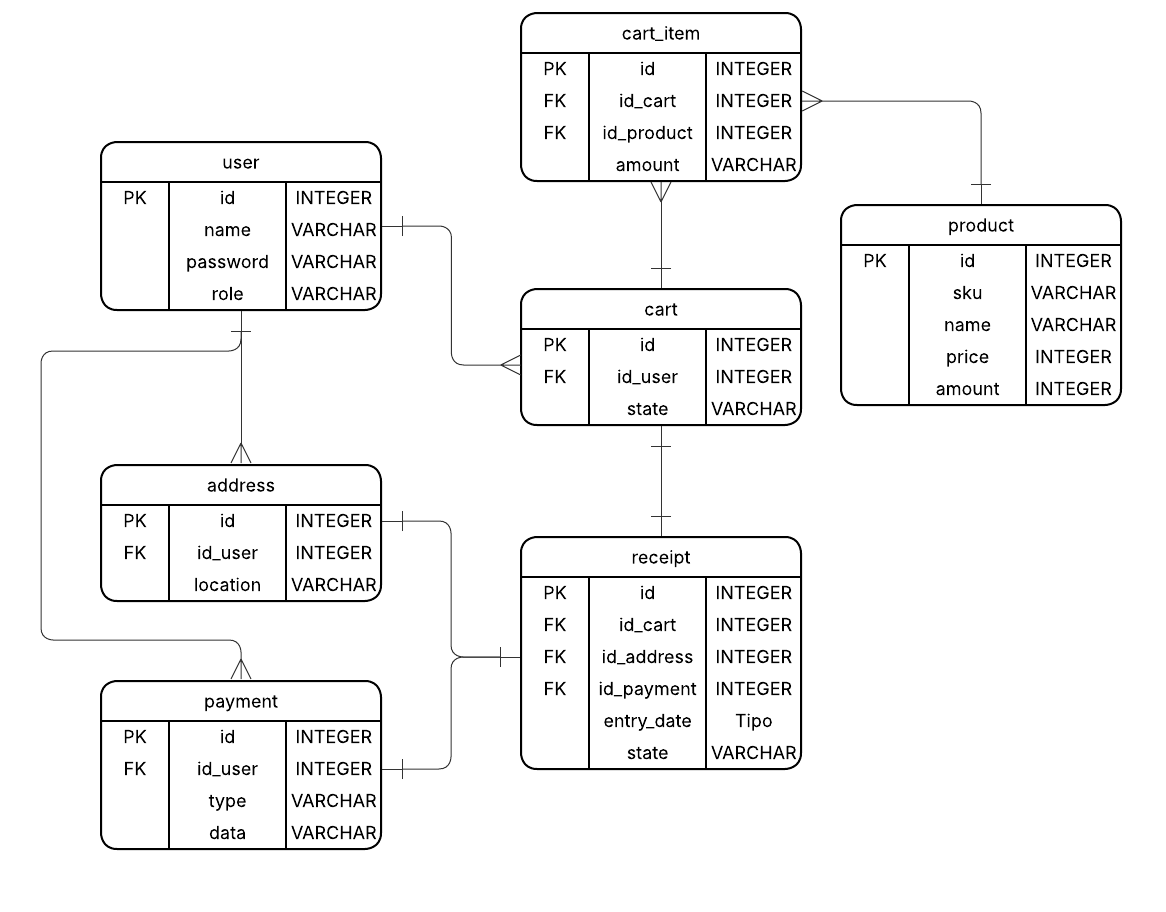 cart_item
PK id INTEGER
FK id_cart INTEGER
FK id_product INTEGER
amount VARCHAR
user
PK id INTEGER
name VARCHAR
password VARCHAR
role VARCHAR
product
PK id INTEGER
sku VARCHAR
name VARCHAR
price INTEGER
amount INTEGER
cart
PK id INTEGER
FK id_user INTEGER
state VARCHAR
address
PK id INTEGER
FK id_user INTEGER
location VARCHAR
receipt
PK id INTEGER
FK id_cart INTEGER
FK id_address INTEGER
FK id_payment INTEGER
entry_date Tipo
state VARCHAR
payment
PK id INTEGER
FK id_user INTEGER
type VARCHAR
data VARCHAR